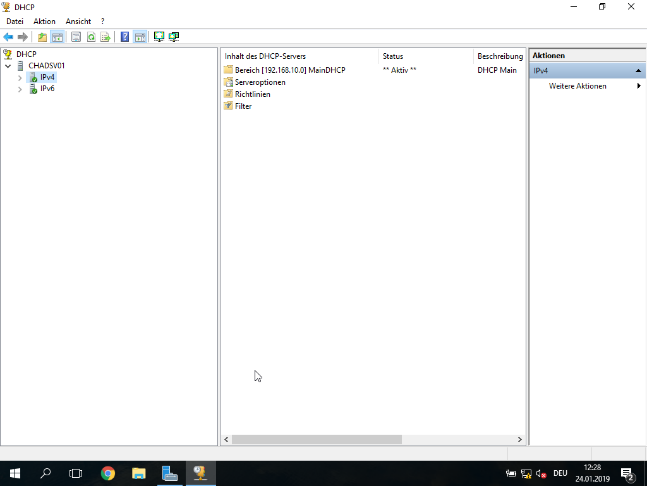 DHCP
Datei Aktion Ansicht ?
DHCP
CHADSV01
IPv4
IPv6
Inhalt des DHCP-Servers Status Beschreibung
Bereich [192.168.10.0] MainDHCP ** Aktiv ** DHCP Main
Serveroptionen
Richtlinien
Filter
Aktionen
IPv4
Weitere Aktionen
DEU
12:28
24.01.2019
2